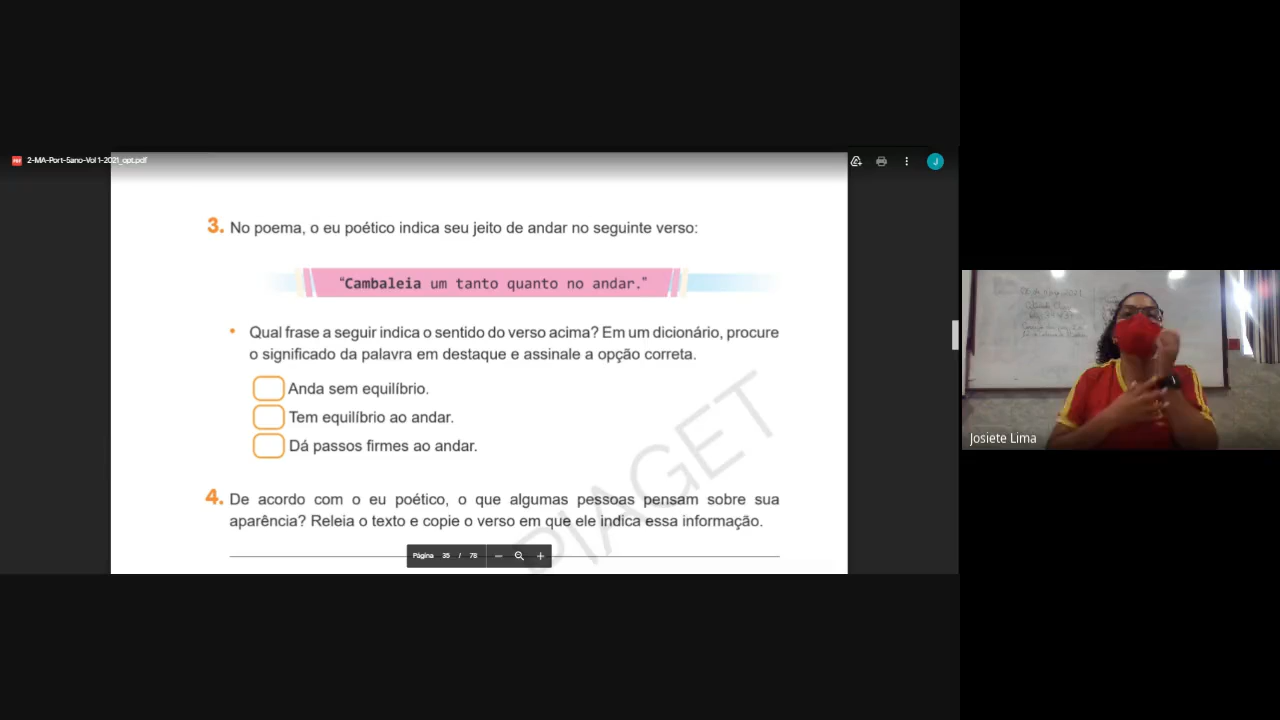 2-MA-Port-5ano-Vol 1-2021_opt.pdf
J
3. No poema, o eu poético indica seu jeito de andar no seguinte verso:
“Cambaleia um tanto quanto no andar.”
• Qual frase a seguir indica o sentido do verso acima? Em um dicionário, procure
o significado da palavra em destaque e assinale a opção correta.
Anda sem equilíbrio.
Tem equilíbrio ao andar.
Dá passos firmes ao andar.
4. De acordo com o eu poético, o que algumas pessoas pensam sobre sua
aparência? Releia o texto e copie o verso em que ele indica essa informação.
PIAGET
Página 35 / 78
Josiete Lima